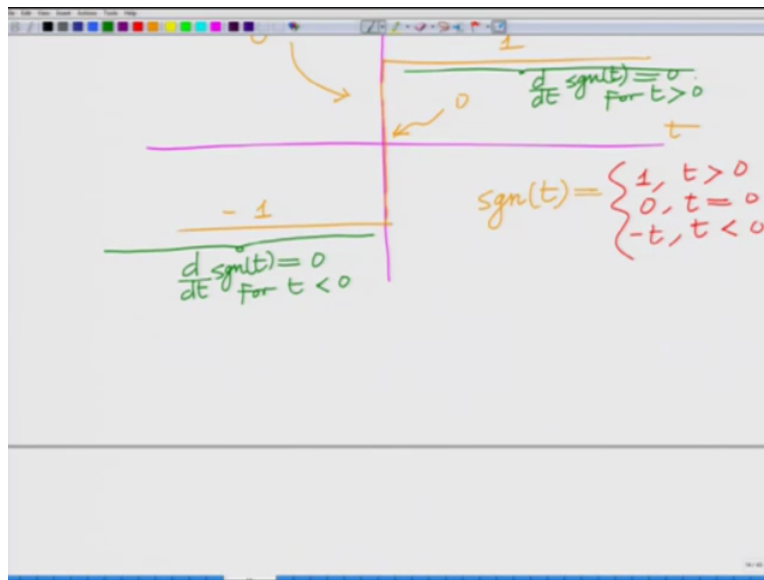 1
d/dt sgn(t) = 0
For t > 0
0
t
sgn(t) = { 1, t > 0
0, t = 0
-t, t < 0
- 1
d/dt sgn(t) = 0
For t < 0